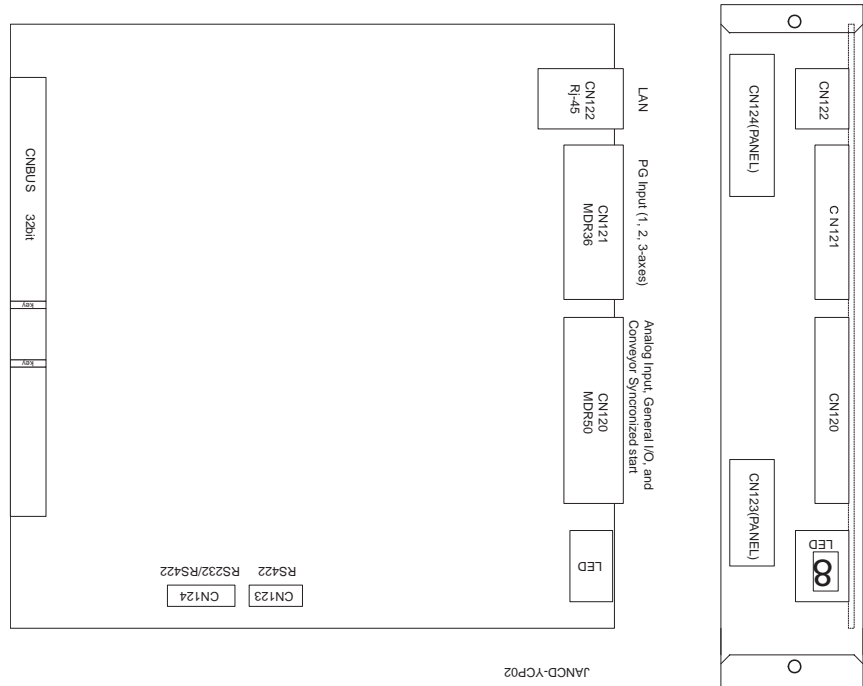 CN122
Rj-45
LAN
CN121
MDR36
PG Input (1, 2, 3-axes)
CN120
MDR50
Analog Input, General I/O, and
Conveyor Syncronized start
LED
CNBUS 32bit
key
key
RS232/RS422
RS422
CN124
CN123
JANCD-YCP02
CN124(PANEL)
CN122
C N121
CN120
CN123(PANEL)
LED
8